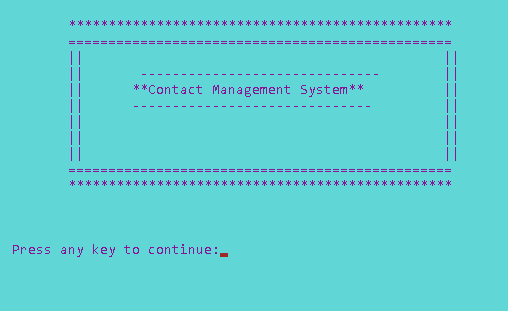 ************************************************
================================================
||                                             ||
||       ------------------------------        ||
||      **Contact Management System**          ||
||      ------------------------------         ||
||                                             ||
||                                             ||
||                                             ||
================================================
************************************************
Press any key to continue: